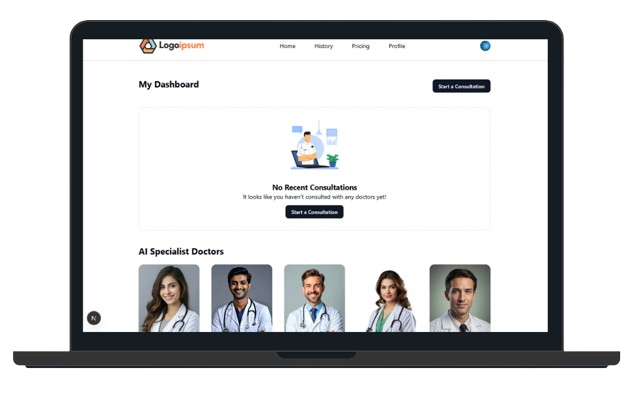 Logoipsum
Home History Pricing Profile
My Dashboard
Start a Consultation
No Recent Consultations
It looks like you haven't consulted with any doctors yet!
Start a Consultation
AI Specialist Doctors
N